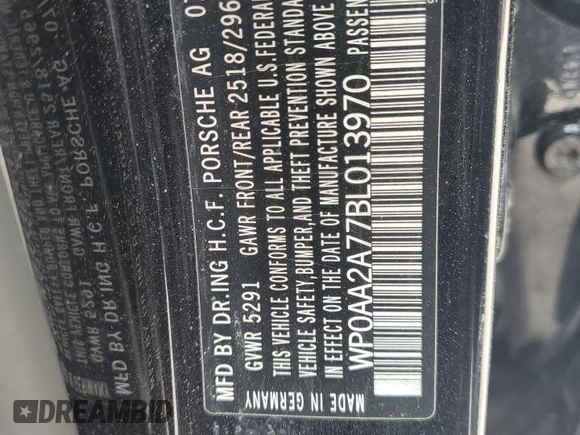 MFD BY DR.ING H.C.F. PORSCHE AG 0
GVWR 5291 GAWR FRONT/REAR 2518/296
THIS VEHICLE CONFORMS TO ALL APPLICABLE U.S. FEDERAL
VEHICLE SAFETY, BUMPER, AND THEFT PREVENTION STANDA
IN EFFECT ON THE DATE OF MANUFACTURE SHOWN ABOVE
WP0AA2A77BL013970 PASSEN
MADE IN GERMANY
DREAMBID